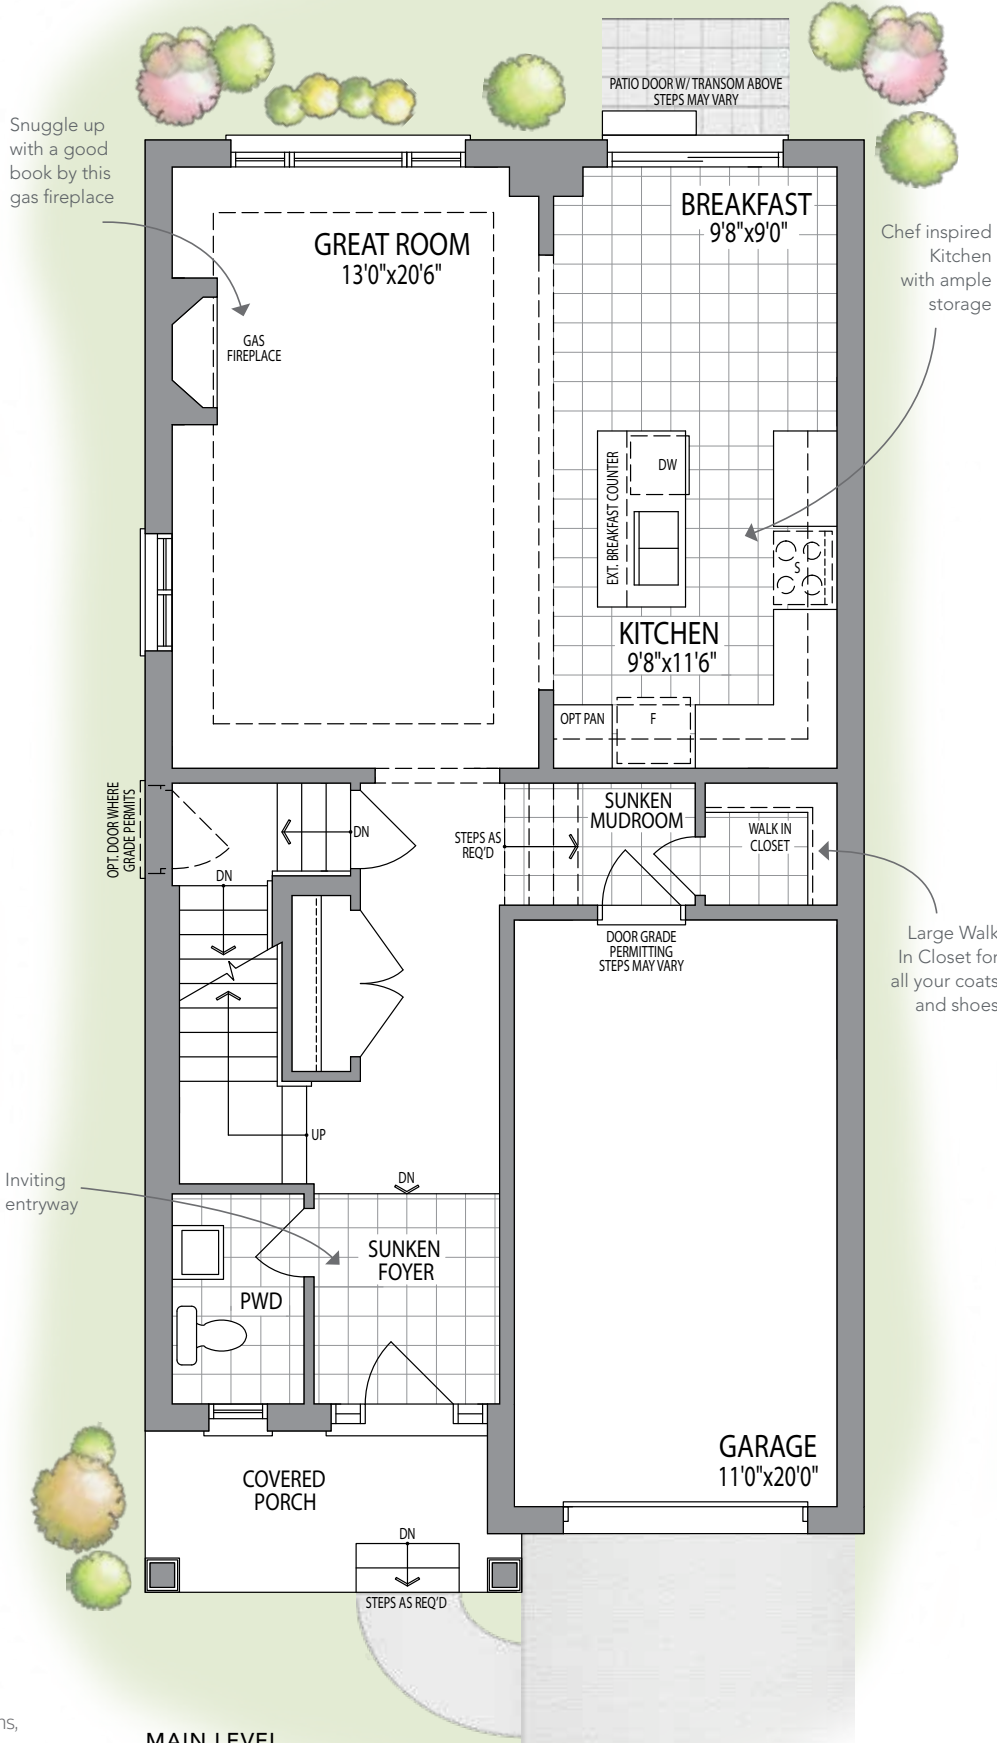 PATIO DOOR W/ TRANSOM ABOVE
STEPS MAY VARY
Snuggle up
with a good
book by this
gas fireplace
BREAKFAST
9'8"x9'0"
GREAT ROOM
13'0"x20'6"
Chef inspired
Kitchen
with ample
storage
GAS
FIREPLACE
EXT. BREAKFAST COUNTER
DW
S
KITCHEN
9'8"x11'6"
OPT PAN
F
OPT. DOOR WHERE
GRADE PERMITS
DN
STEPS AS
REQ'D
SUNKEN
MUDROOM
WALK IN
CLOSET
DN
DOOR GRADE
PERMITTING
STEPS MAY VARY
Large Walk
In Closet for
all your coats
and shoes
UP
Inviting
entryway
DN
SUNKEN
FOYER
PWD
GARAGE
11'0"x20'0"
COVERED
PORCH
DN
STEPS AS REQ'D
MAIN LEVEL